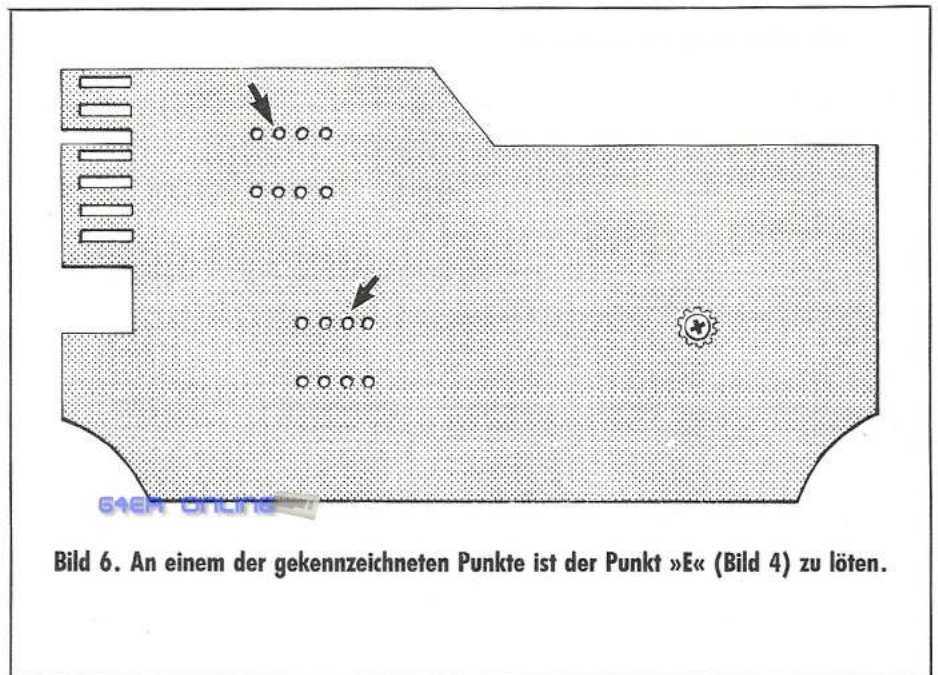 64ER ONLINE
Bild 6. An einem der gekennzeichneten Punkte ist der Punkt »E« (Bild 4) zu löten.